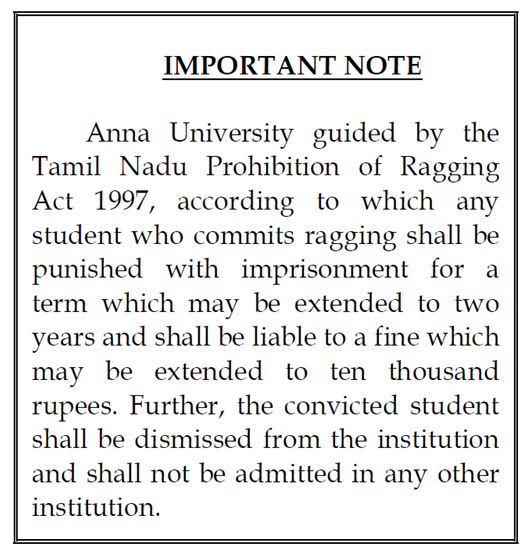 IMPORTANT NOTE
Anna University guided by the
Tamil Nadu Prohibition of Ragging
Act 1997, according to which any
student who commits ragging shall be
punished with imprisonment for a
term which may be extended to two
years and shall be liable to a fine which
may be extended to ten thousand
rupees. Further, the convicted student
shall be dismissed from the institution
and shall not be admitted in any other
institution.